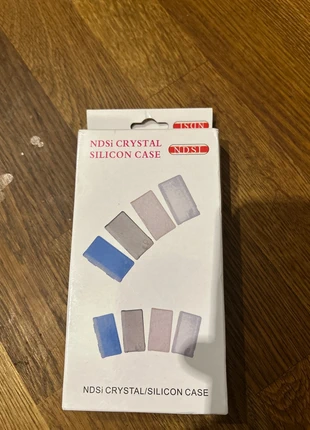 NDSI
NDSi CRYSTAL
SILICON CASE
NDSI
NDSi CRYSTAL/SILICON CASE